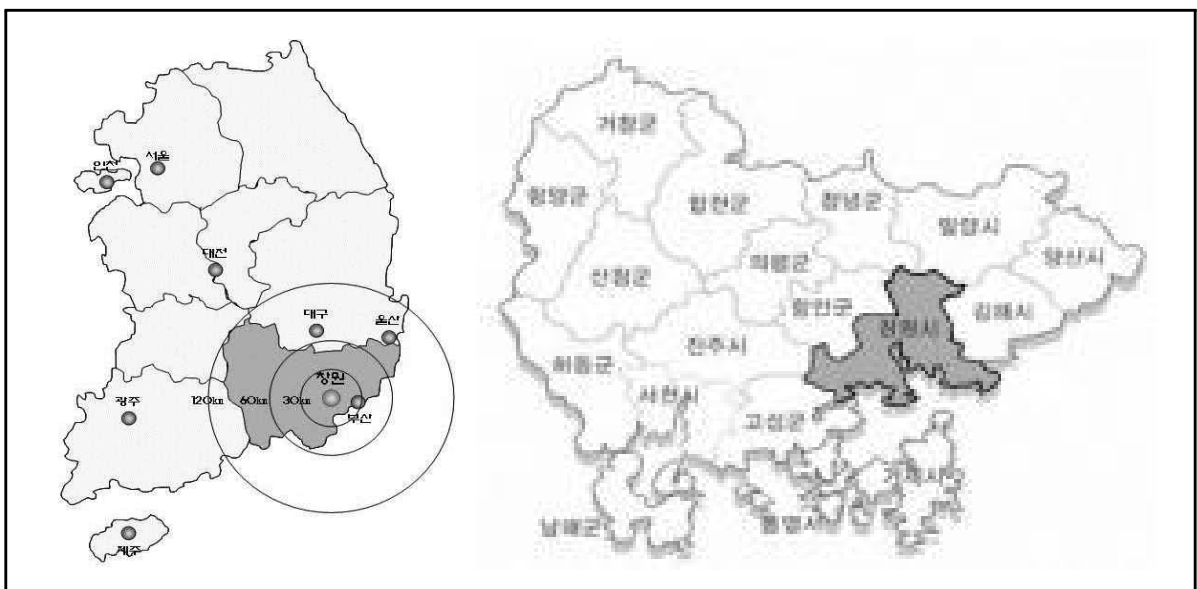 인천
서울
대전
대구
울산
창원
120km
60km
30km
부산
광주
제주
거창군
함양군
합천군
창녕군
밀양시
양산시
산청군
의령군
함안군
창원시
김해시
진주시
하동군
사천시
고성군
거제시
남해군
통영시